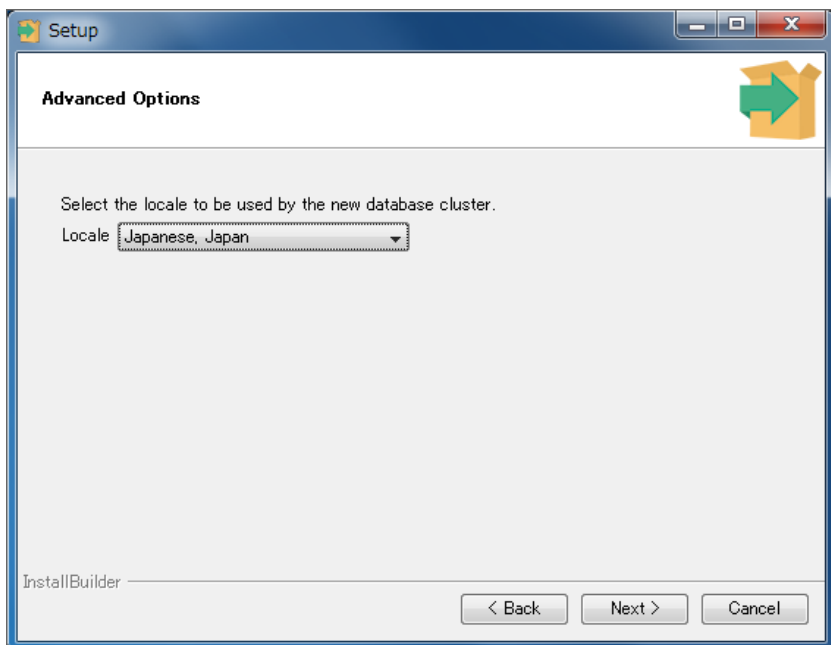 Setup
Advanced Options
Select the locale to be used by the new database cluster.
Locale Japanese, Japan
InstallBuilder
< Back Next > Cancel